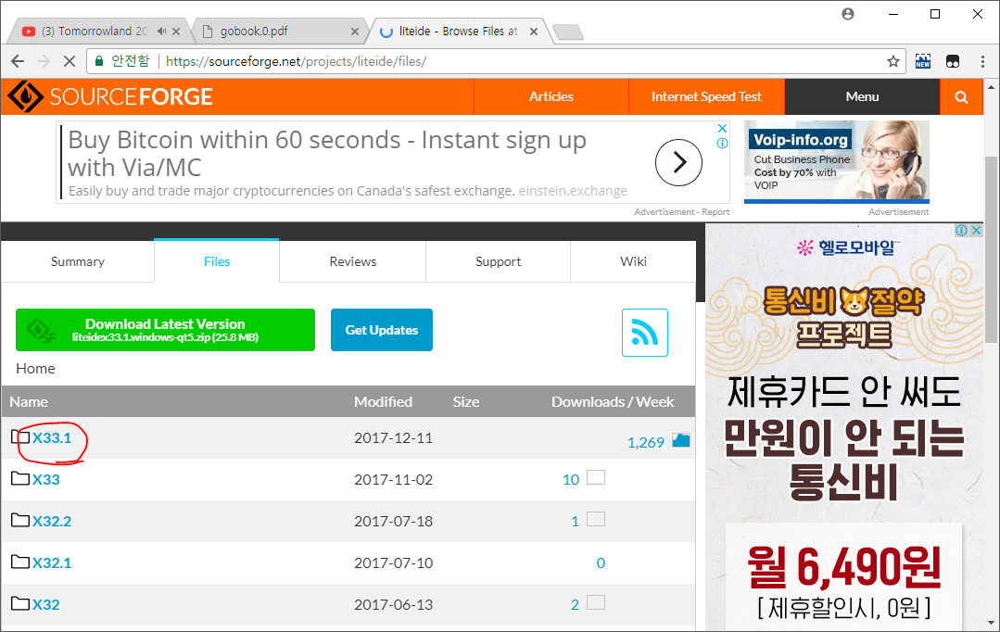 (3) Tomorrowland 20
gobook.0.pdf
liteide - Browse Files at
안전함
https://sourceforge.net/projects/liteide/files/
NEW
SOURCEFORGE
Articles
Internet Speed Test
Menu
Buy Bitcoin within 60 seconds - Instant sign up
with Via/MC
Easily buy and trade major cryptocurrencies on Canada's safest exchange. einstein.exchange
Advertisement - Report
Voip-info.org
Cut Business Phone
Cost by 70% with
VOIP
Advertisement
Summary
Files
Reviews
Support
Wiki
SF
Download Latest Version
liteidex33.1.windows-qt5.zip (25.8 MB)
Get Updates
Home
Name Modified Size Downloads / Week
X33.1 2017-12-11 1,269
X33 2017-11-02 10
X32.2 2017-07-18 1
X32.1 2017-07-10 0
X32 2017-06-13 2
헬로모바일
통신비 절약
프로젝트
제휴카드 안 써도
만원이 안 되는
통신비
월 6,490원
[ 제휴할인시, 0원 ]